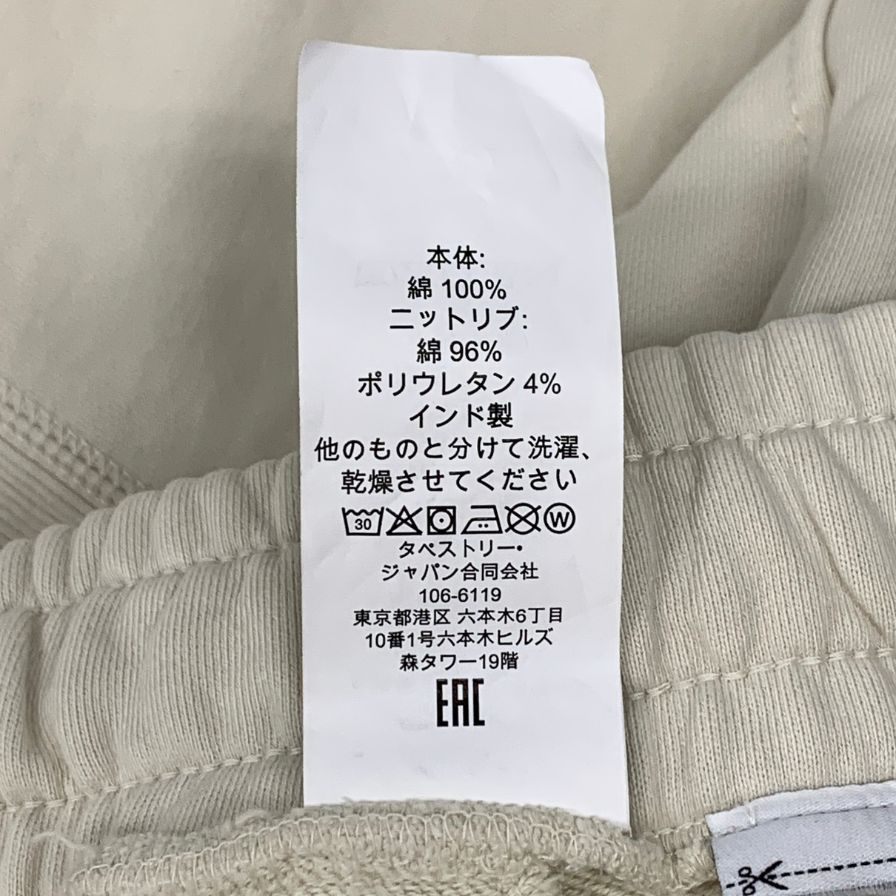 本体:
綿 100%
ニットリブ:
綿 96%
ポリウレタン 4%
インド製
他のものと分けて洗濯、
乾燥させてください
30 W
タペストリー・
ジャパン合同会社
106-6119
東京都港区 六本木6丁目
10番1号六本木ヒルズ
森タワー19階
EAC